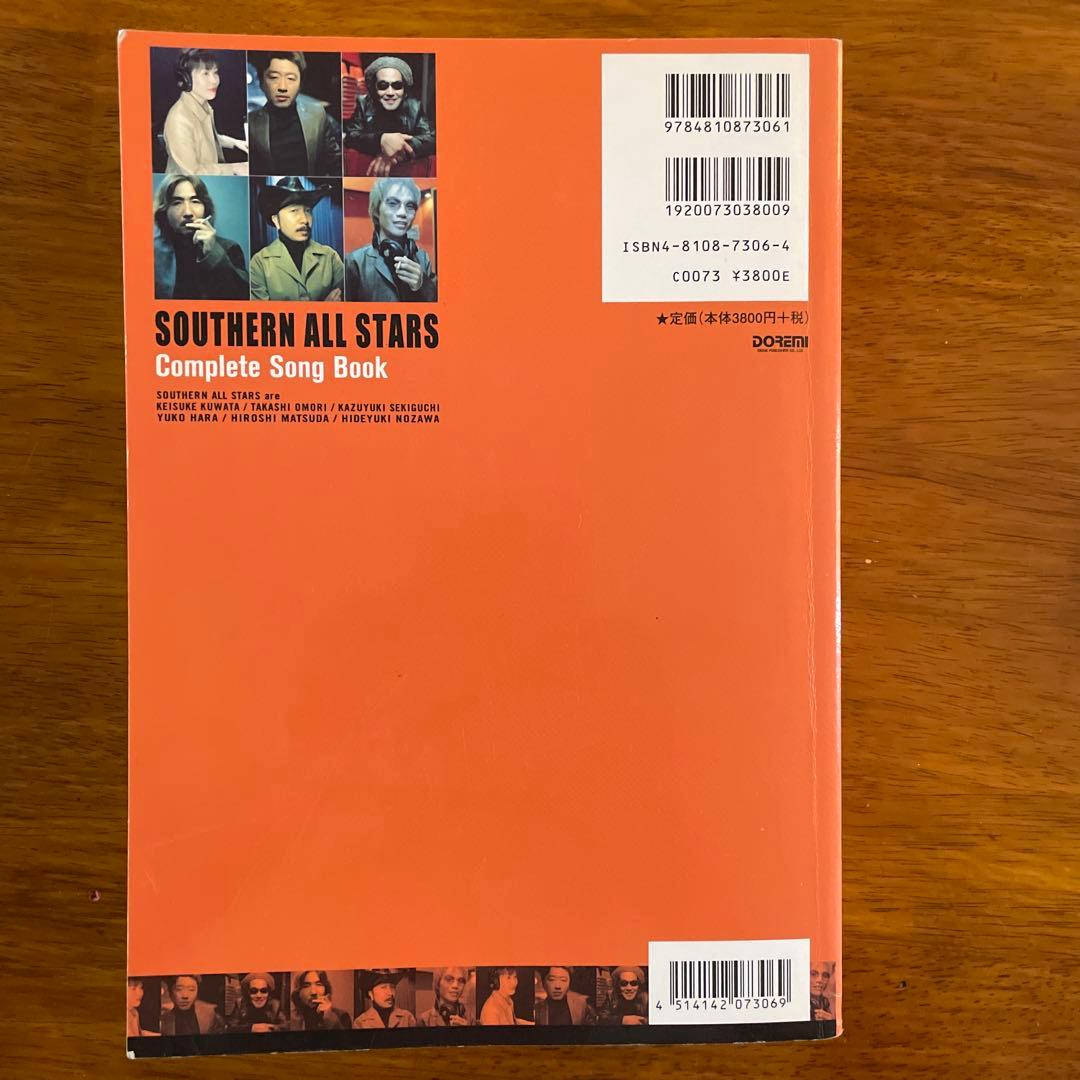 9784810873061
1920073038009
ISBN4-8108-7306-4
C0073 ¥3800E
★定価(本体3800円+税)
DOREMI
SOUTHERN ALL STARS
Complete Song Book
SOUTHERN ALL STARS are
KEISUKE KUWATA / TAKASHI OMORI / KAZUYUKI SEKIGUCHI
YUKO HARA / HIROSHI MATSUDA / HIDEYUKI NOZAWA
4 514142 073069